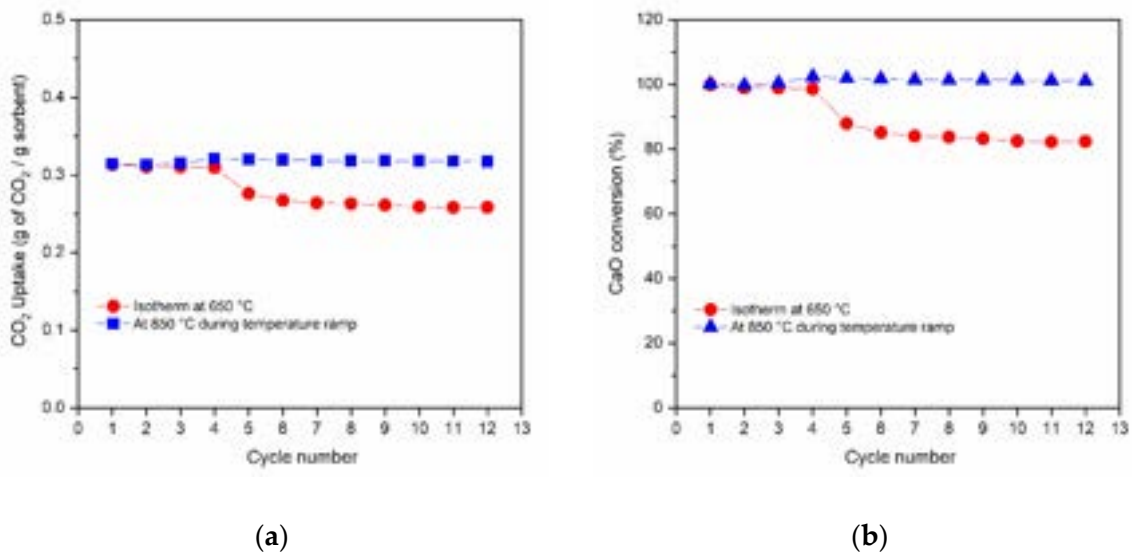 0.5
0.4
0.3
0.2
0.1
0.0
0 1 2 3 4 5 6 7 8 9 10 11 12 13
CO2 Uptake (g of CO2 / g sorbent)
Cycle number
Isotherm at 650 °C
At 850 °C during temperature ramp
(a)
120
100
80
60
40
20
0
0 1 2 3 4 5 6 7 8 9 10 11 12 13
CaO conversion (%)
Cycle number
Isotherm at 650 °C
At 850 °C during temperature ramp
(b)